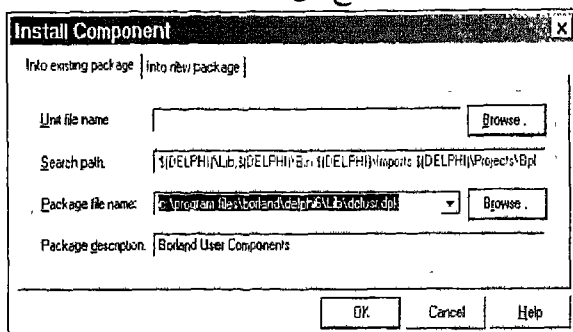 Install Component
Into existing package Into new package
Unit file name Browse .
Search path. $(DELPHI)\Lib,$(DELPHI)\Bin $(DELPHI)\Imports $(DELPHI)\Projects\Bpl
Package file name: c:\program files\borland\delphi6\Lib\dclusr.dpk Browse .
Package description. Borland User Components
OK Cancel Help